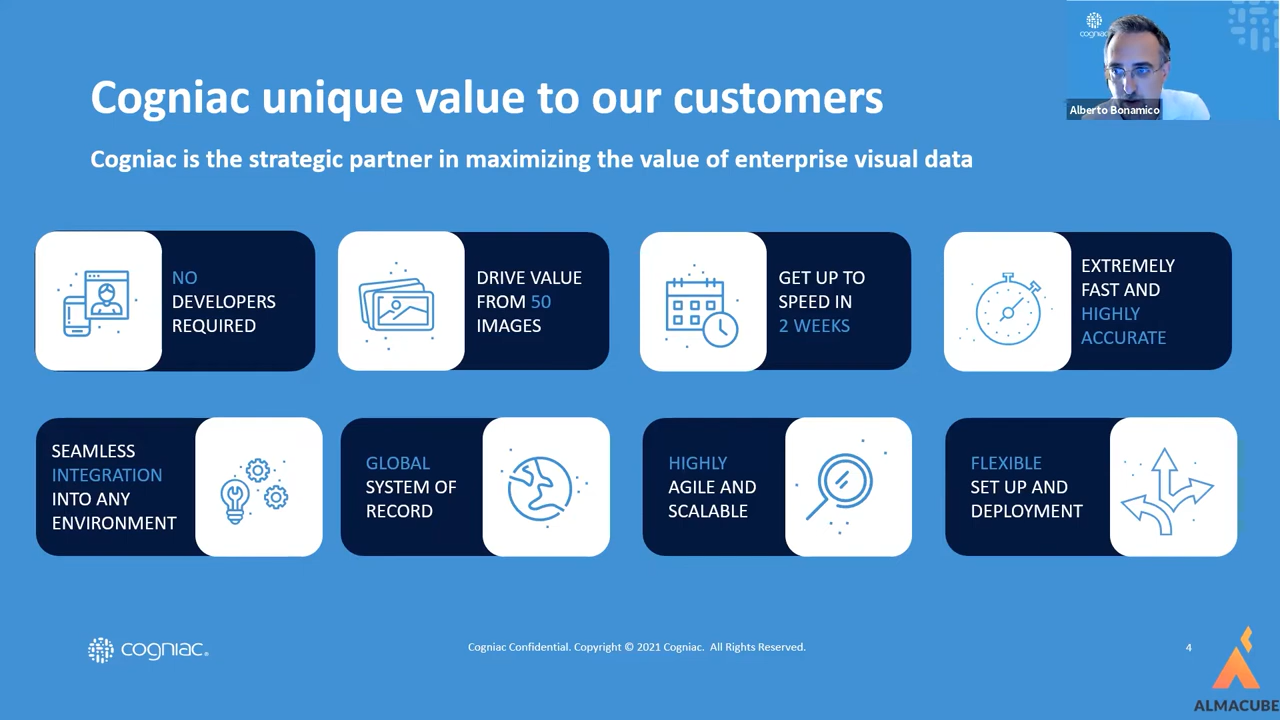 cogniac
Alberto Bonamico
Cogniac unique value to our customers
Cogniac is the strategic partner in maximizing the value of enterprise visual data
NO
DEVELOPERS
REQUIRED
DRIVE VALUE
FROM 50
IMAGES
GET UP TO
SPEED IN
2 WEEKS
EXTREMELY
FAST AND
HIGHLY
ACCURATE
SEAMLESS
INTEGRATION
INTO ANY
ENVIRONMENT
GLOBAL
SYSTEM OF
RECORD
HIGHLY
AGILE AND
SCALABLE
FLEXIBLE
SET UP AND
DEPLOYMENT
cogniac®
Cogniac Confidential. Copyright © 2021 Cogniac. All Rights Reserved.
4
ALMACUBE